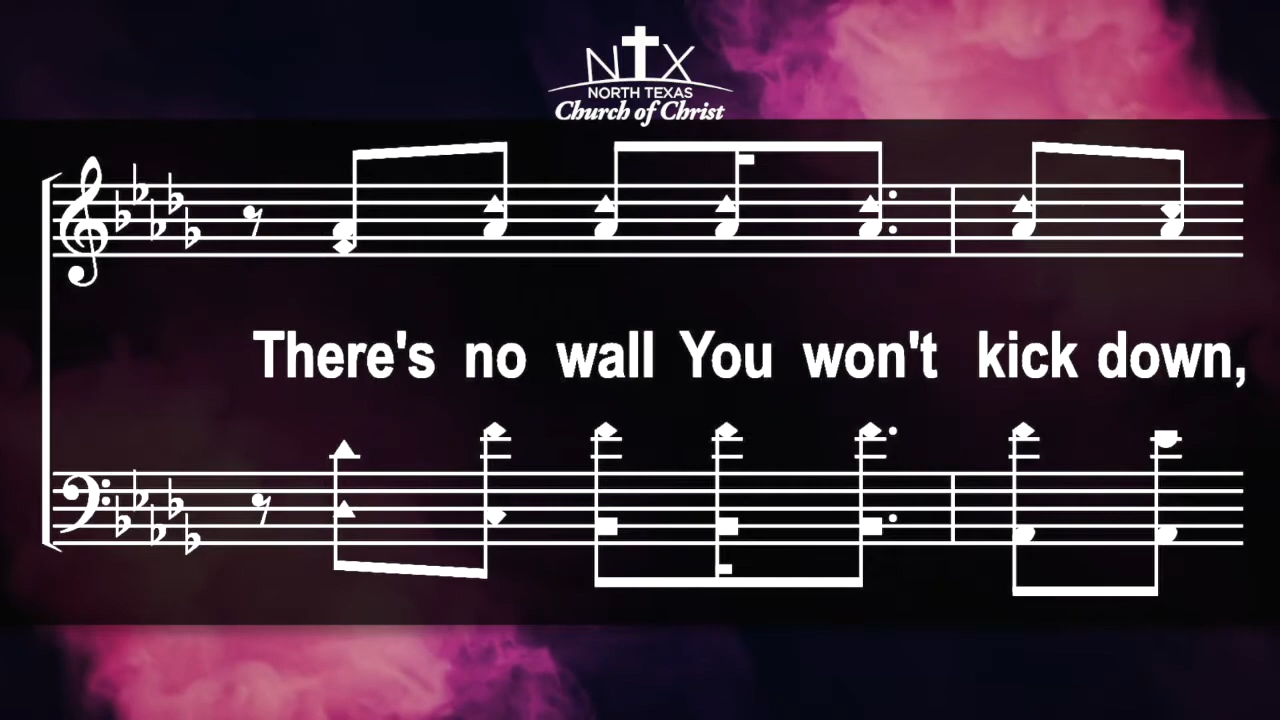 NTX
NORTH TEXAS
Church of Christ
There's no wall You won't kick down,